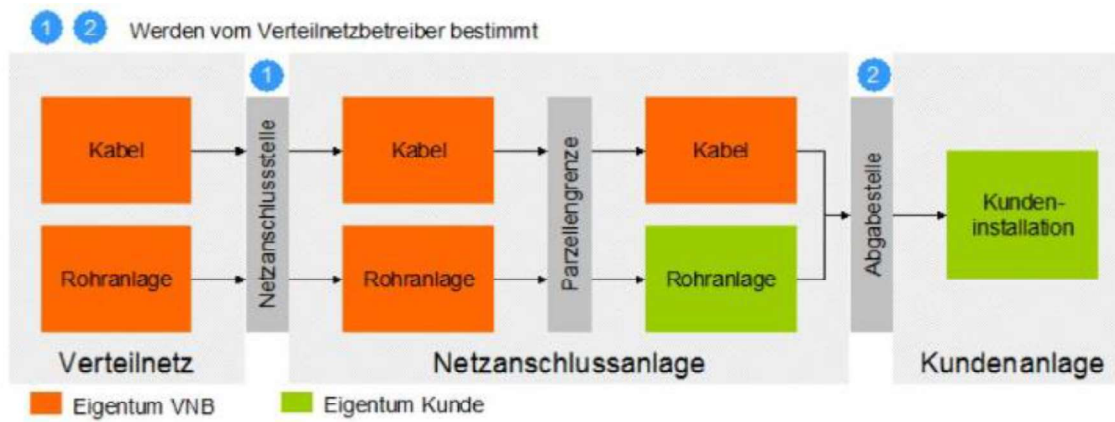 1 2 Werden vom Verteilnetzbetreiber bestimmt
1
2
Kabel
Netzanschlussstelle
Kabel
Parzellengrenze
Kabel
Abgabestelle
Kunden-
installation
Rohranlage
Rohranlage
Rohranlage
Verteilnetz
Netzanschlussanlage
Kundenanlage
Eigentum VNB
Eigentum Kunde